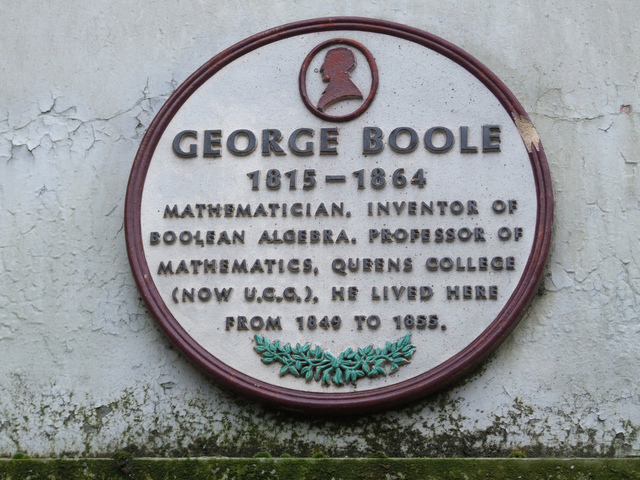 GEORGE BOOLE
1815 – 1864
MATHEMATICIAN. INVENTOR OF
BOOLEAN ALGEBRA. PROFESSOR OF
MATHEMATICS, QUEENS COLLEGE
(NOW U.C.C.), HE LIVED HERE
FROM 1849 TO 1855.